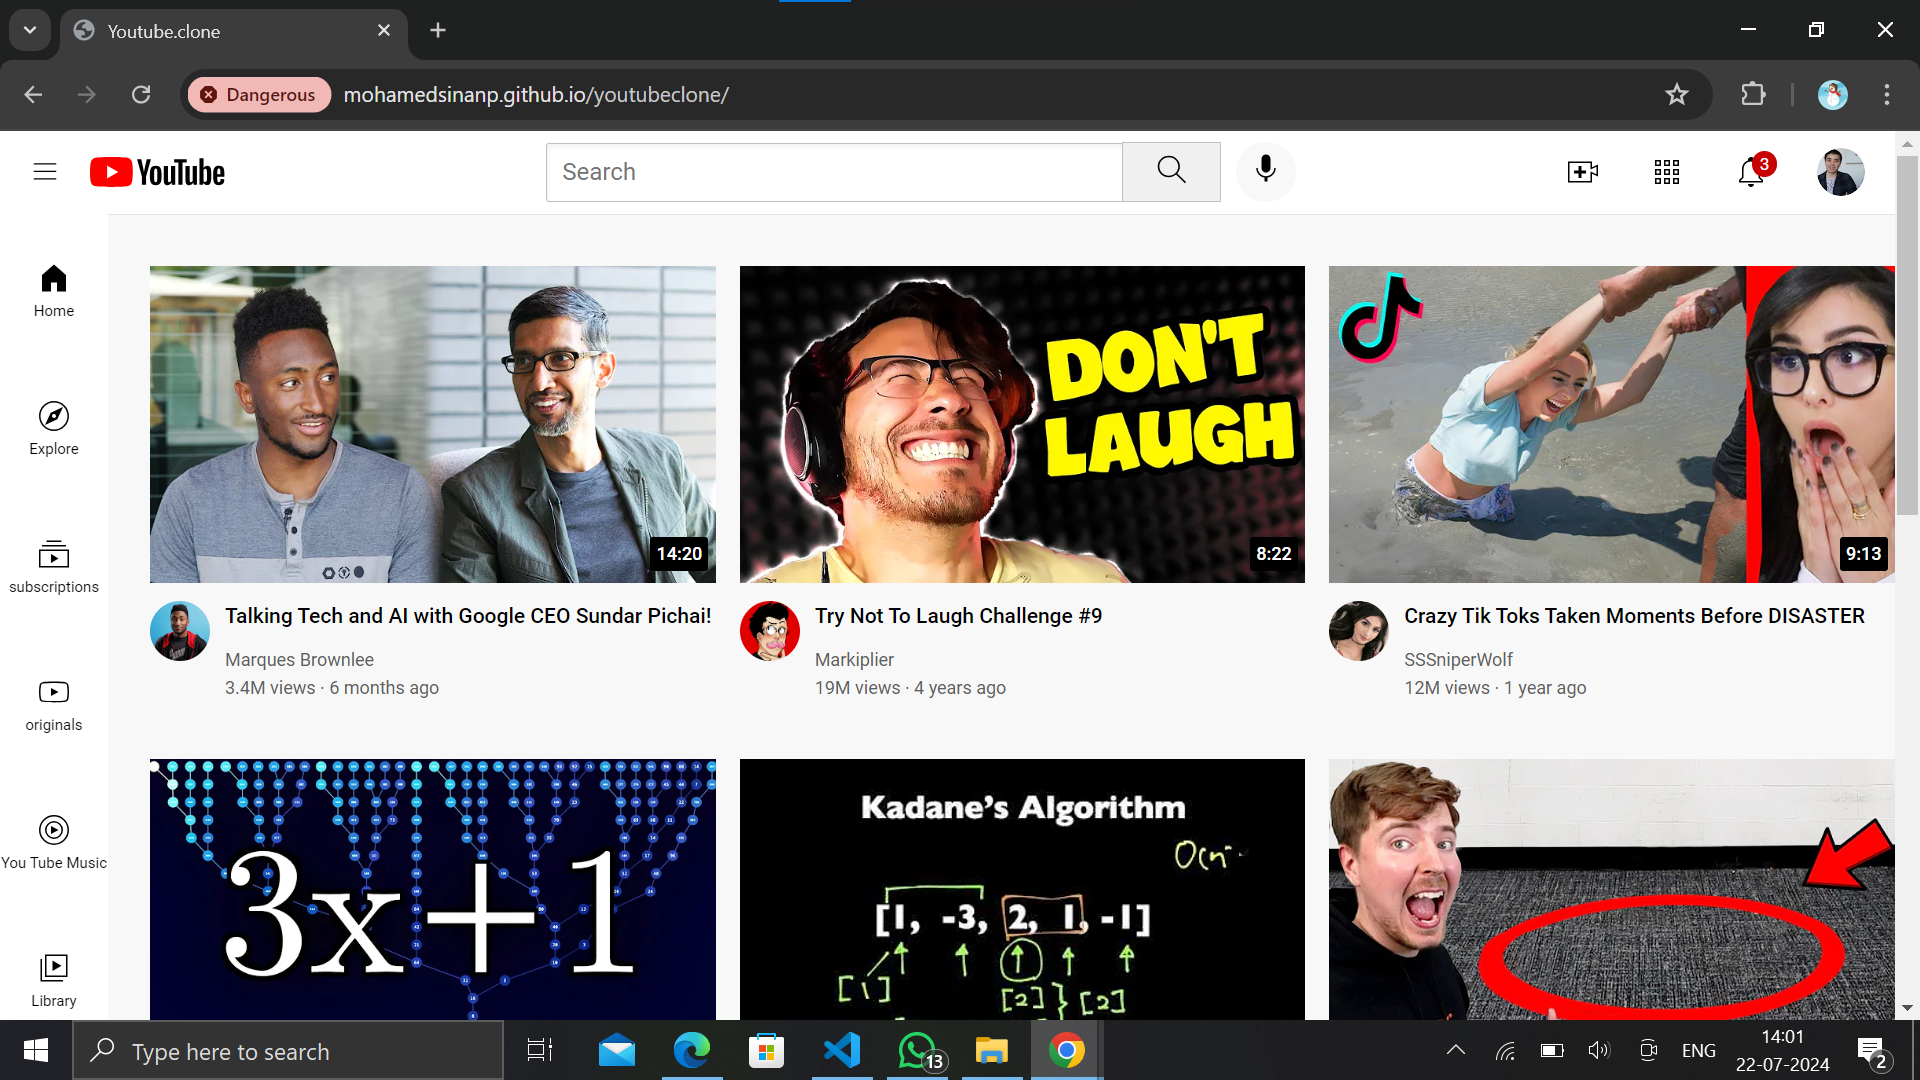 Youtube.clone
Dangerous
mohamedsinanp.github.io/youtubeclone/
YouTube
Search
3
Home
Explore
subscriptions
originals
You Tube Music
Library
14:20
DON'T
LAUGH
8:22
9:13
Talking Tech and AI with Google CEO Sundar Pichai!
Marques Brownlee
3.4M views · 6 months ago
Try Not To Laugh Challenge #9
Markiplier
19M views · 4 years ago
Crazy Tik Toks Taken Moments Before DISASTER
SSSniperWolf
12M views · 1 year ago
3x+1
Kadane's Algorithm
[1, -3, 2, 1, -1]
[1]
[2] } [2]
Type here to search
13
ENG
14:01
22-07-2024
2